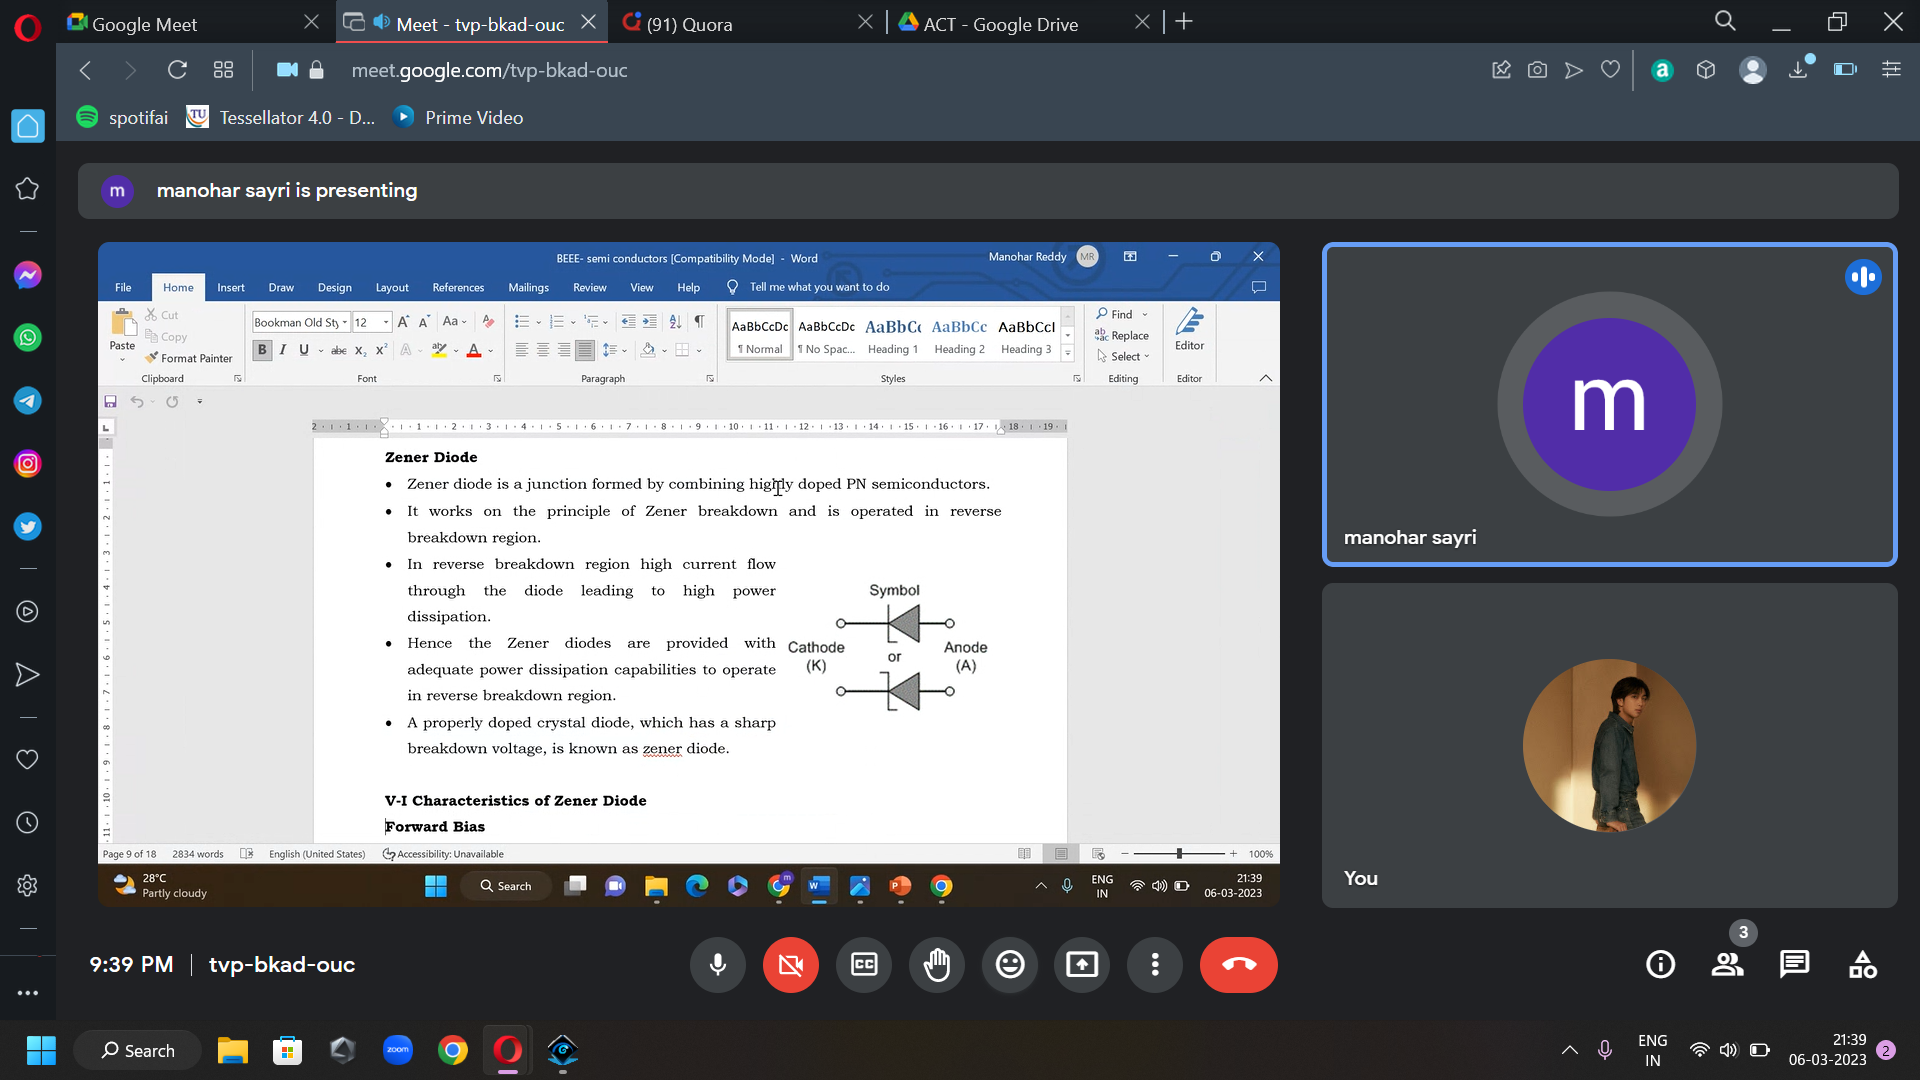 Google Meet
Meet - tvp-bkad-ouc
(91) Quora
ACT - Google Drive
meet.google.com/tvp-bkad-ouc
spotifai
TU
Tessellator 4.0 - D...
Prime Video
m
manohar sayri is presenting
BEEE- semi conductors [Compatibility Mode] - Word
Manohar Reddy
MR
File
Home
Insert
Draw
Design
Layout
References
Mailings
Review
View
Help
Tell me what you want to do
Paste
Cut
Copy
Format Painter
Clipboard
Bookman Old Sty
12
Font
Paragraph
AaBbCcDc
¶ Normal
AaBbCcDc
¶ No Spac...
AaBbCc
Heading 1
AaBbCc
Heading 2
AaBbCcI
Heading 3
Styles
Find
Replace
Select
Editing
Editor
Editor
Zener Diode
• Zener diode is a junction formed by combining highly doped PN semiconductors.
• It works on the principle of Zener breakdown and is operated in reverse
breakdown region.
• In reverse breakdown region high current flow
through the diode leading to high power
dissipation.
• Hence the Zener diodes are provided with
adequate power dissipation capabilities to operate
in reverse breakdown region.
• A properly doped crystal diode, which has a sharp
breakdown voltage, is known as zener diode.
Symbol
Cathode
(K)
or
Anode
(A)
V-I Characteristics of Zener Diode
Forward Bias
Page 9 of 18
2834 words
English (United States)
Accessibility: Unavailable
100%
28°C
Partly cloudy
Search
ENG
IN
21:39
06-03-2023
m
manohar sayri
You
9:39 PM
tvp-bkad-ouc
CC
3
Search
zoom
ENG
IN
21:39
06-03-2023
2